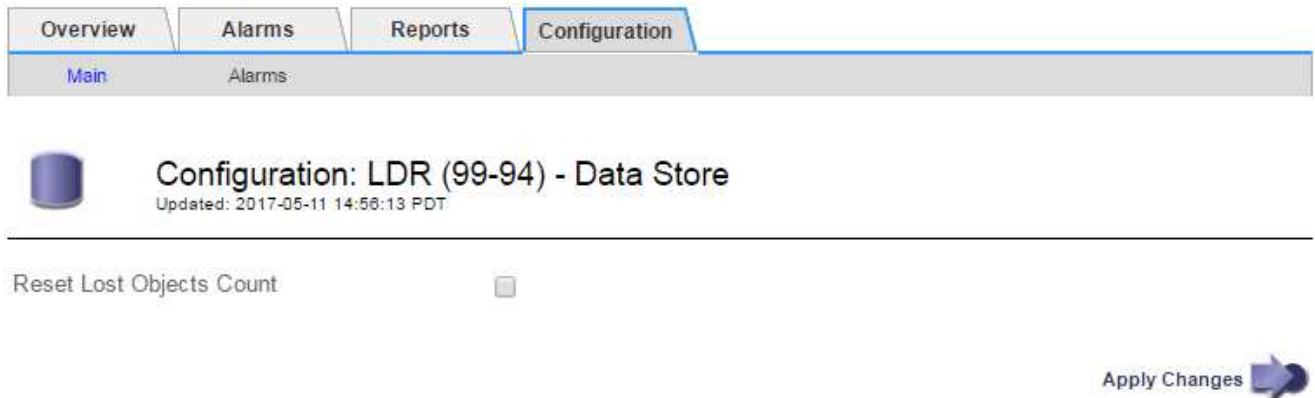 Overview Alarms Reports Configuration
Main Alarms
Configuration: LDR (99-94) - Data Store
Updated: 2017-05-11 14:56:13 PDT
Reset Lost Objects Count
Apply Changes